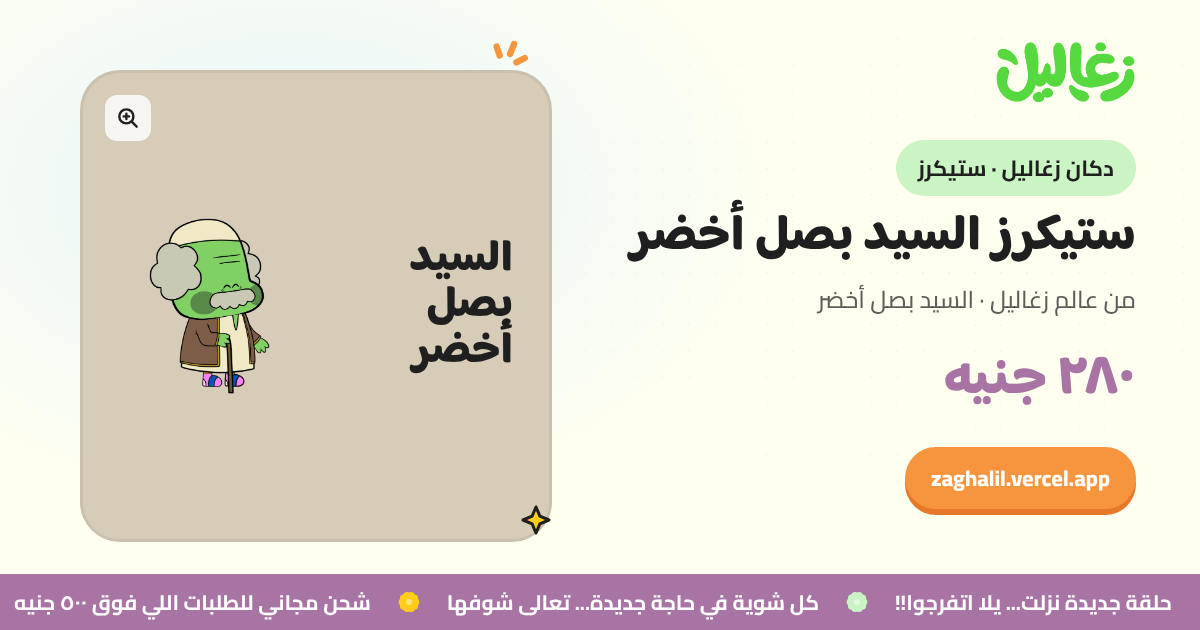 زغاليل
دكان زغاليل · ستيكرز
ستيكرز السيد بصل أخضر
من عالم زغاليل · السيد بصل أخضر
٢٨٠ جنيه
zaghalil.vercel.app
السيد
بصل
أخضر
حلقة جديدة نزلت... يلا اتفرجوا!! كل شوية في حاجة جديدة... تعالى شوفها شحن مجاني للطلبات اللي فوق ٥٠٠ جنيه